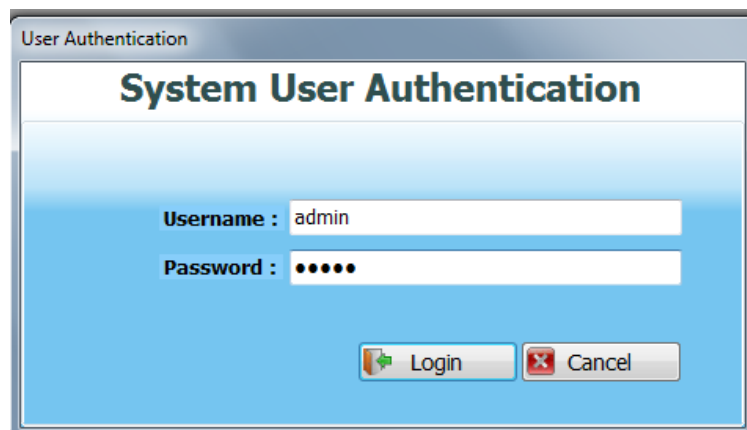 User Authentication
System User Authentication
Username : admin
Password : •••••
Login Cancel